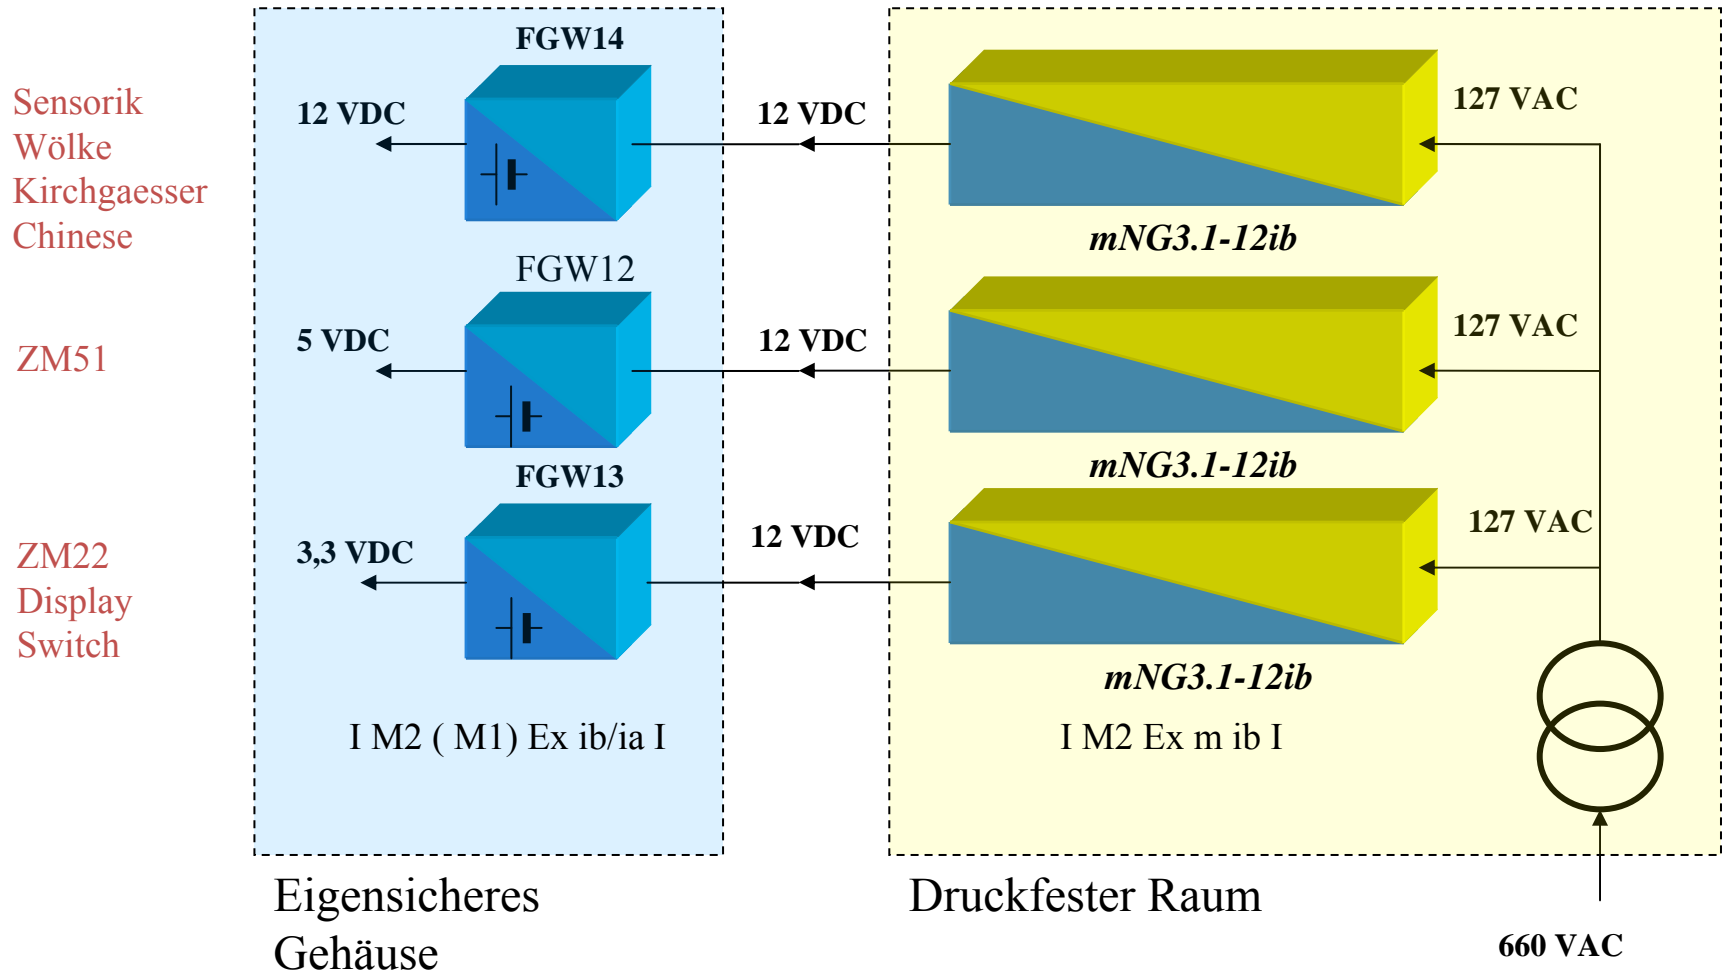 FGW14
Sensorik
Wölke
Kirchgaesser
Chinese
12 VDC
12 VDC
127 VAC
mNG3.1-12ib
FGW12
ZM51
5 VDC
12 VDC
127 VAC
mNG3.1-12ib
FGW13
ZM22
Display
Switch
3,3 VDC
12 VDC
127 VAC
mNG3.1-12ib
I M2 ( M1) Ex ib/ia I
I M2 Ex m ib I
Eigensicheres
Gehäuse
Druckfester Raum
660 VAC